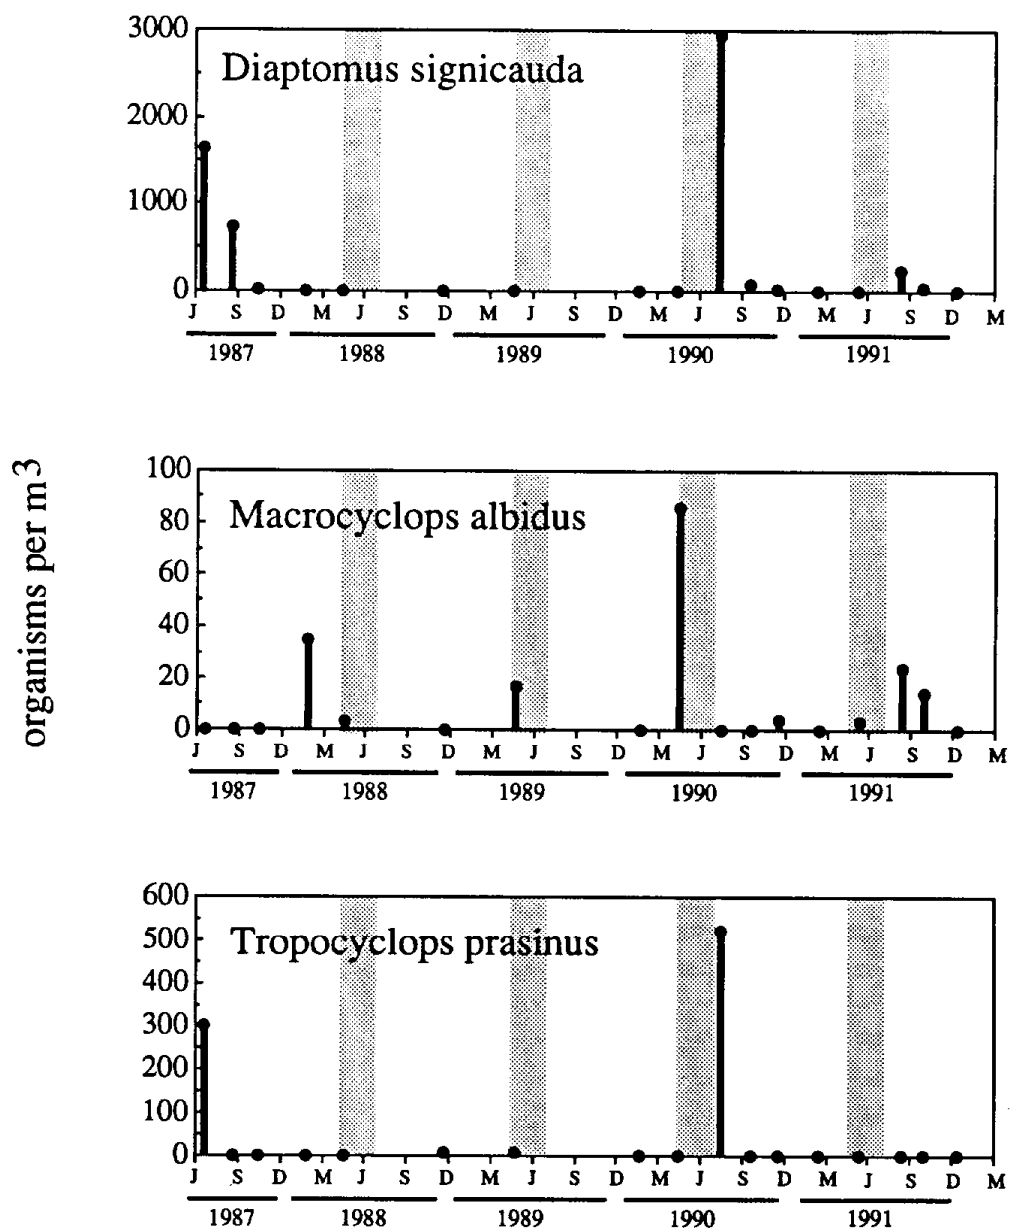 3000
Diaptomus signicauda
2000
1000
0
J S D M J S D M J S D M J S D M J S D M
1987 1988 1989 1990 1991
organisms per m3
100
Macrocyclops albidus
80
60
40
20
0
J S D M J S D M J S D M J S D M J S D M
1987 1988 1989 1990 1991
600
Tropocyclops prasinus
500
400
300
200
100
0
J S D M J S D M J S D M J S D M J S D M
1987 1988 1989 1990 1991